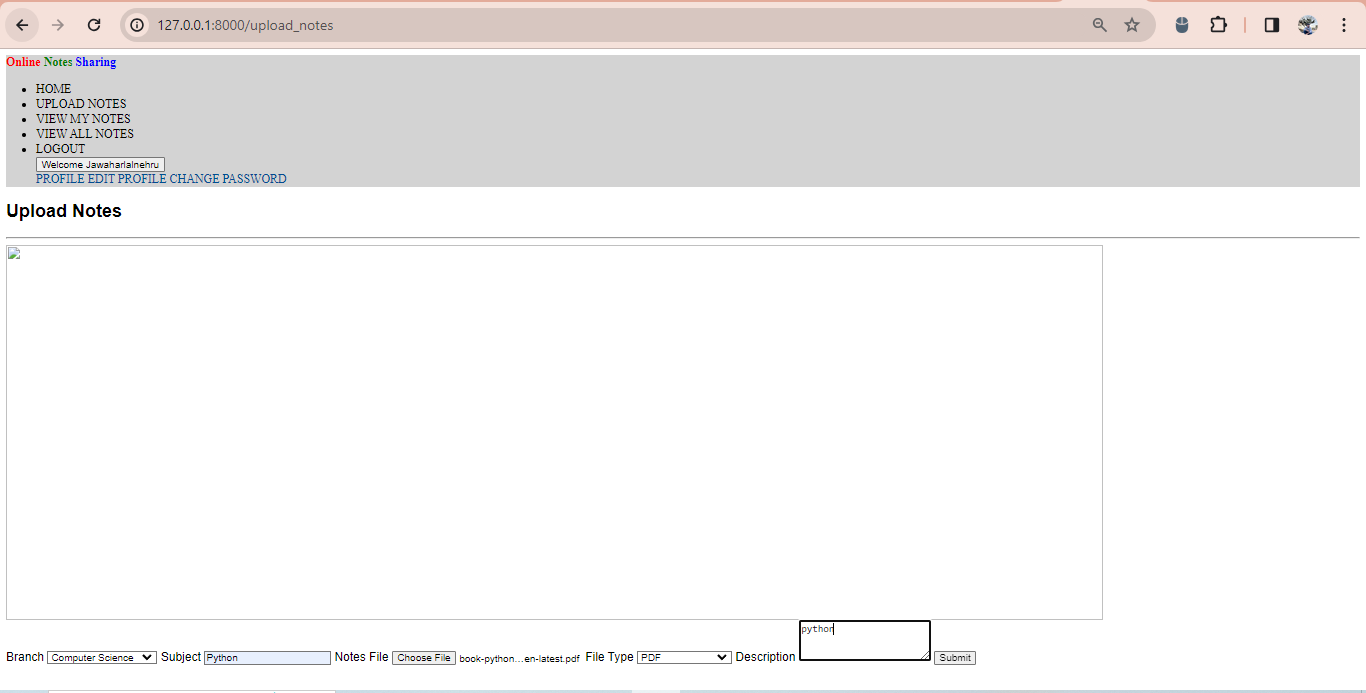 127.0.0.1:8000/upload_notes
Online Notes Sharing
HOME
UPLOAD NOTES
VIEW MY NOTES
VIEW ALL NOTES
LOGOUT
Welcome Jawaharlalnehru
PROFILE EDIT PROFILE CHANGE PASSWORD
Upload Notes
python
Branch Computer Science Subject Python Notes File Choose File book-python...en-latest.pdf File Type PDF Description Submit